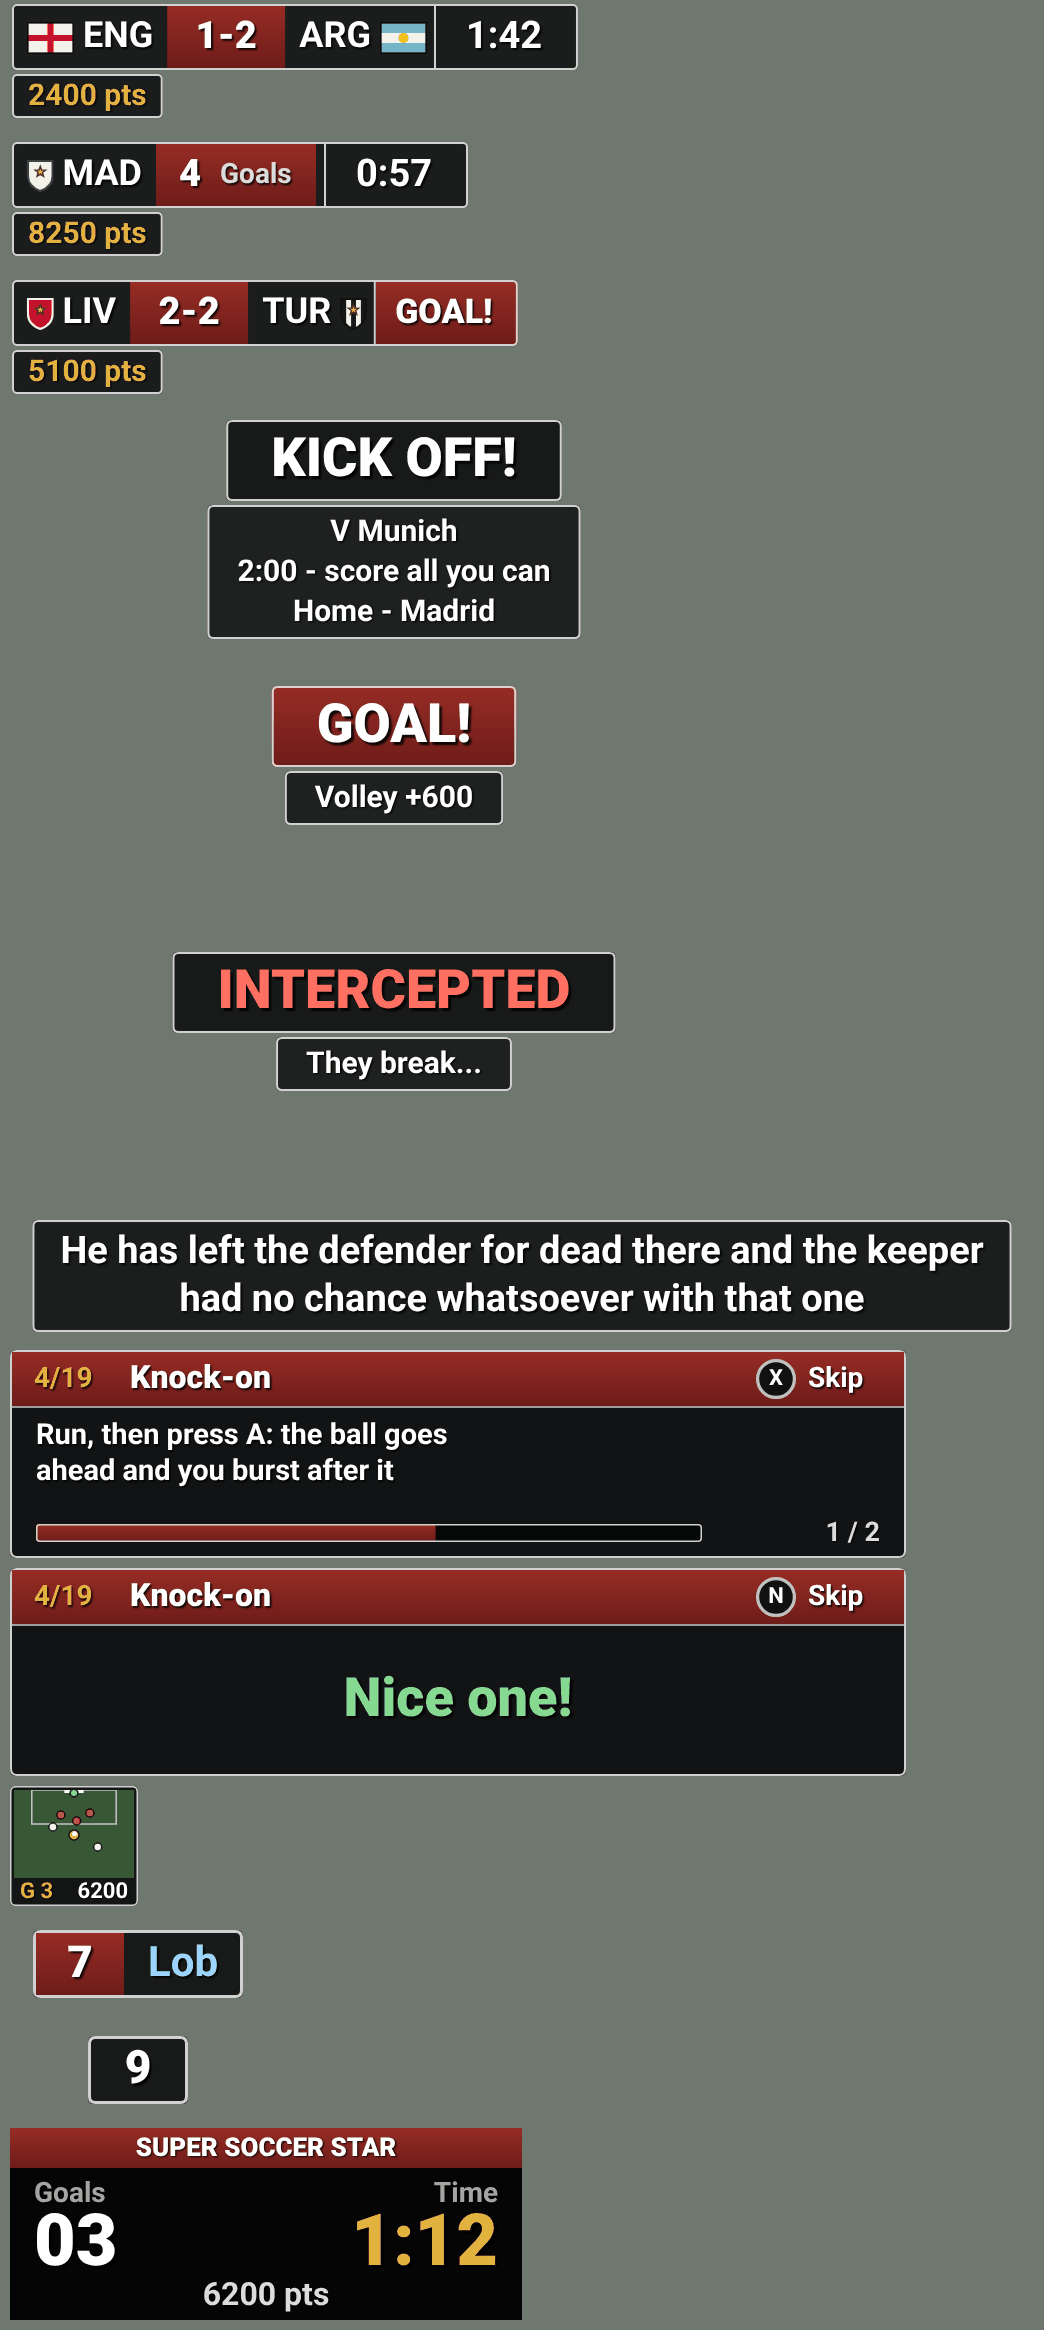 ENG 1-2 ARG 1:42
2400 pts
MAD 4 Goals 0:57
8250 pts
LIV 2-2 TUR GOAL!
5100 pts
KICK OFF!
V Munich
2:00 - score all you can
Home - Madrid
GOAL!
Volley +600
INTERCEPTED
They break...
He has left the defender for dead there and the keeper
had no chance whatsoever with that one
4/19 Knock-on X Skip
Run, then press A: the ball goes
ahead and you burst after it
1 / 2
4/19 Knock-on N Skip
Nice one!
G 3 6200
7 Lob
9
SUPER SOCCER STAR
Goals Time
03 1:12
6200 pts